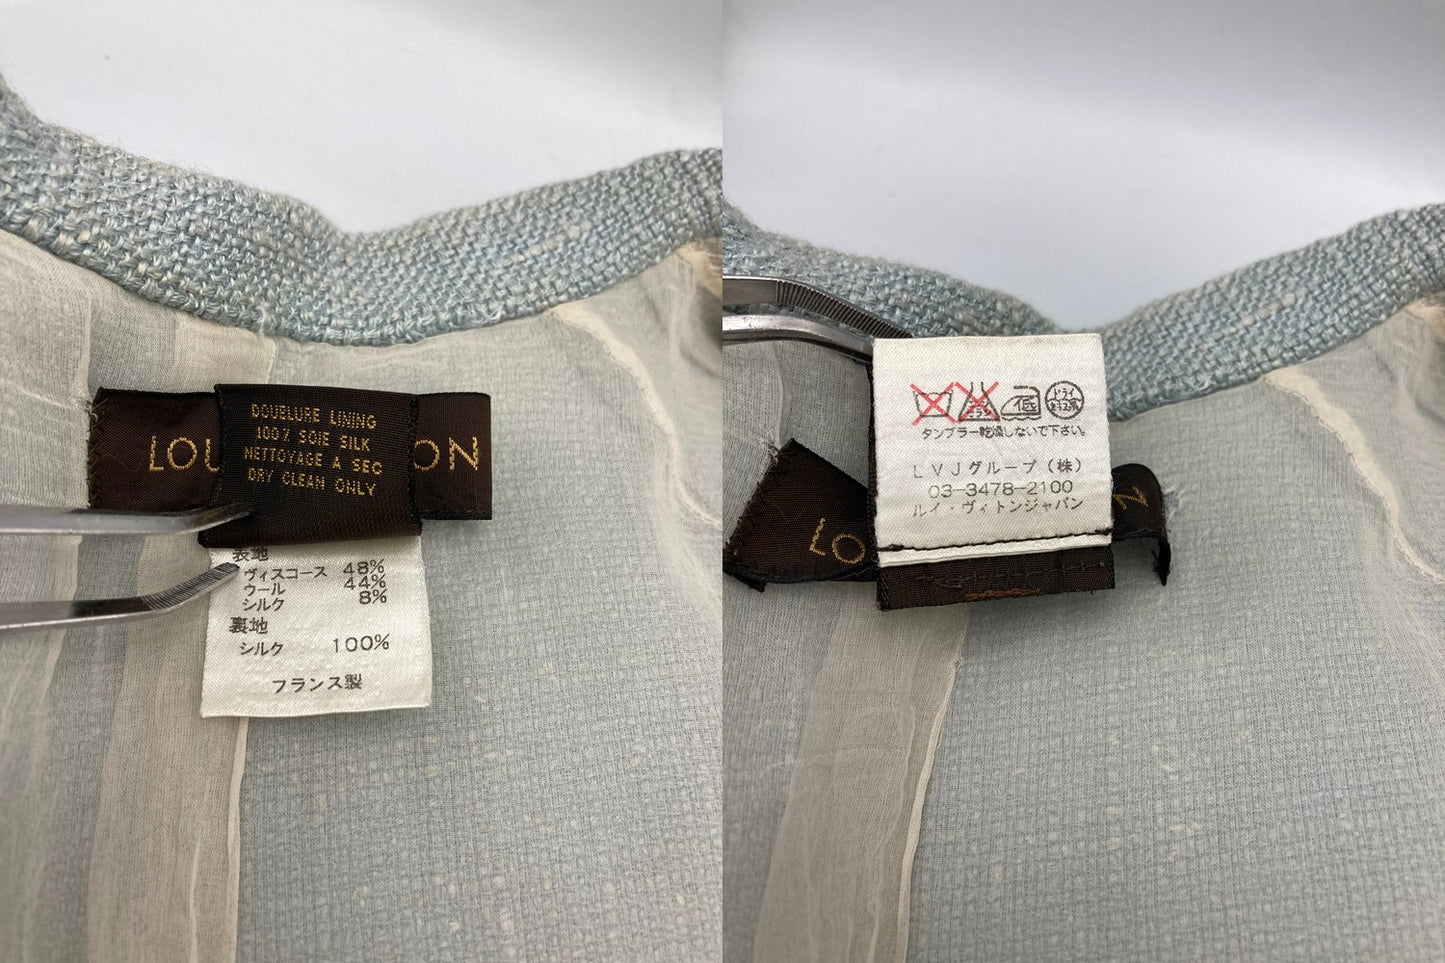 DOUBLURE LINING
100% SOIE SILK
NETTOYAGE A SEC
DRY CLEAN ONLY
LOU ON
表地
ヴィスコース 48%
ウール 44%
シルク 8%
裏地
シルク 100%
フランス製
低 ドライ
タンブラー乾燥しないで下さい。
LVJグループ(株)
03-3478-2100
ルイ・ヴィトンジャパン
LO N